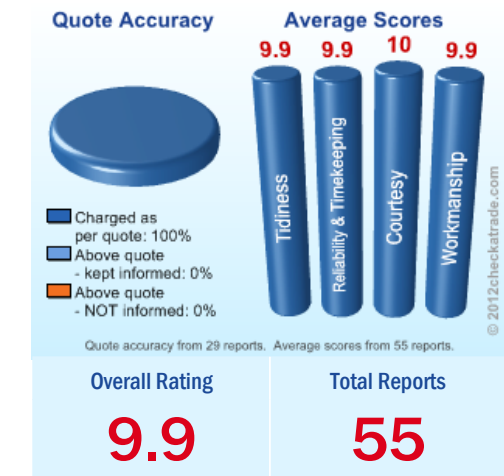 Quote Accuracy
Average Scores
9.9
9.9
10
9.9
Tidiness
Reliability & Timekeeping
Courtesy
Workmanship
Charged as
per quote: 100%
Above quote
- kept informed: 0%
Above quote
- NOT informed: 0%
© 2012checkatrade.com
Quote accuracy from 29 reports. Average scores from 55 reports.
Overall Rating
Total Reports
9.9
55